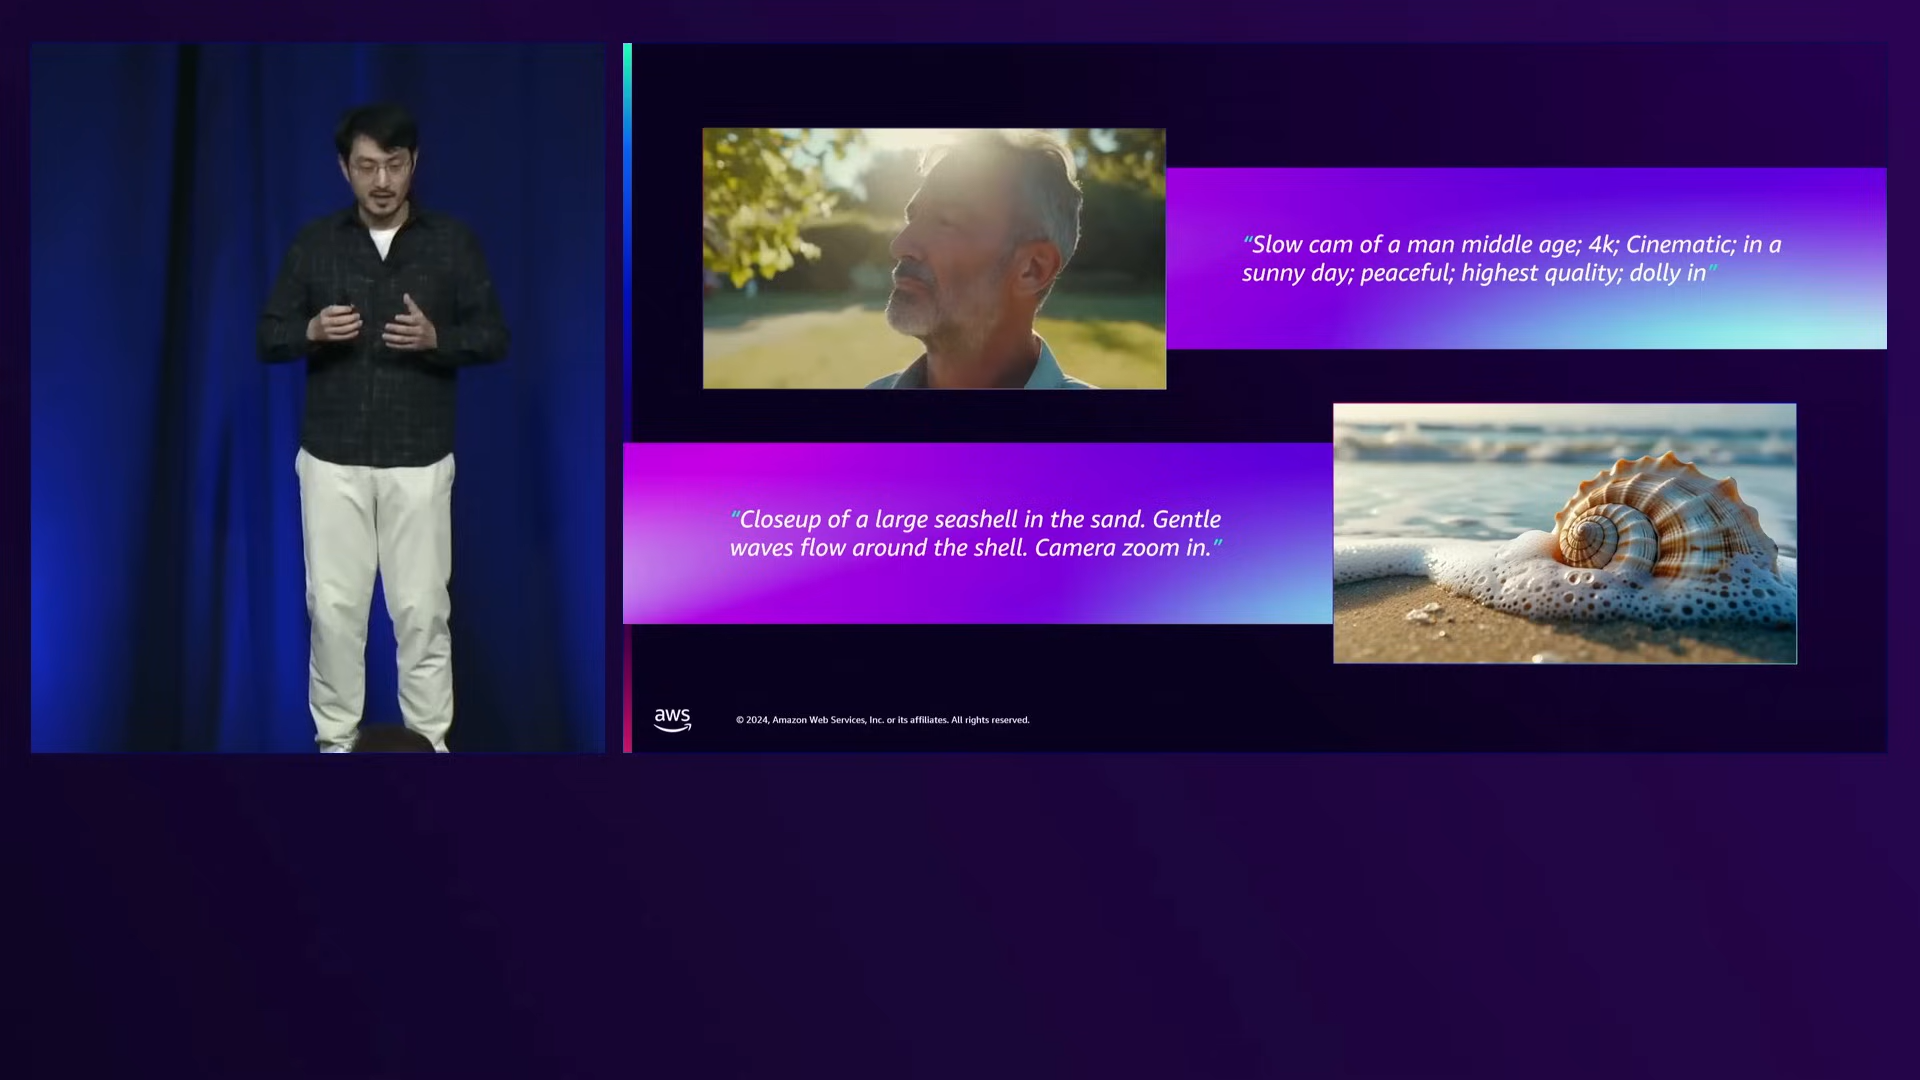 “Slow cam of a man middle age; 4k; Cinematic; in a
sunny day; peaceful; highest quality; dolly in”
“Closeup of a large seashell in the sand. Gentle
waves flow around the shell. Camera zoom in.”
aws
© 2024, Amazon Web Services, Inc. or its affiliates. All rights reserved.